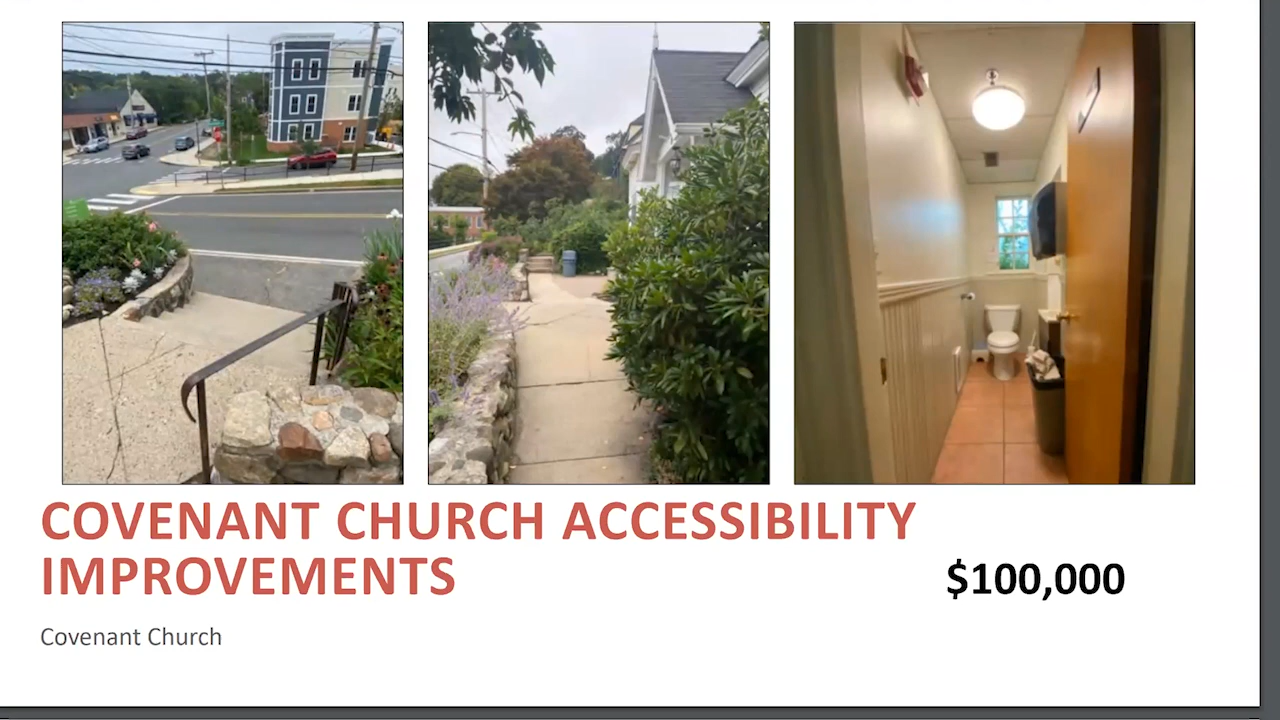 COVENANT CHURCH ACCESSIBILITY
IMPROVEMENTS
$100,000
Covenant Church